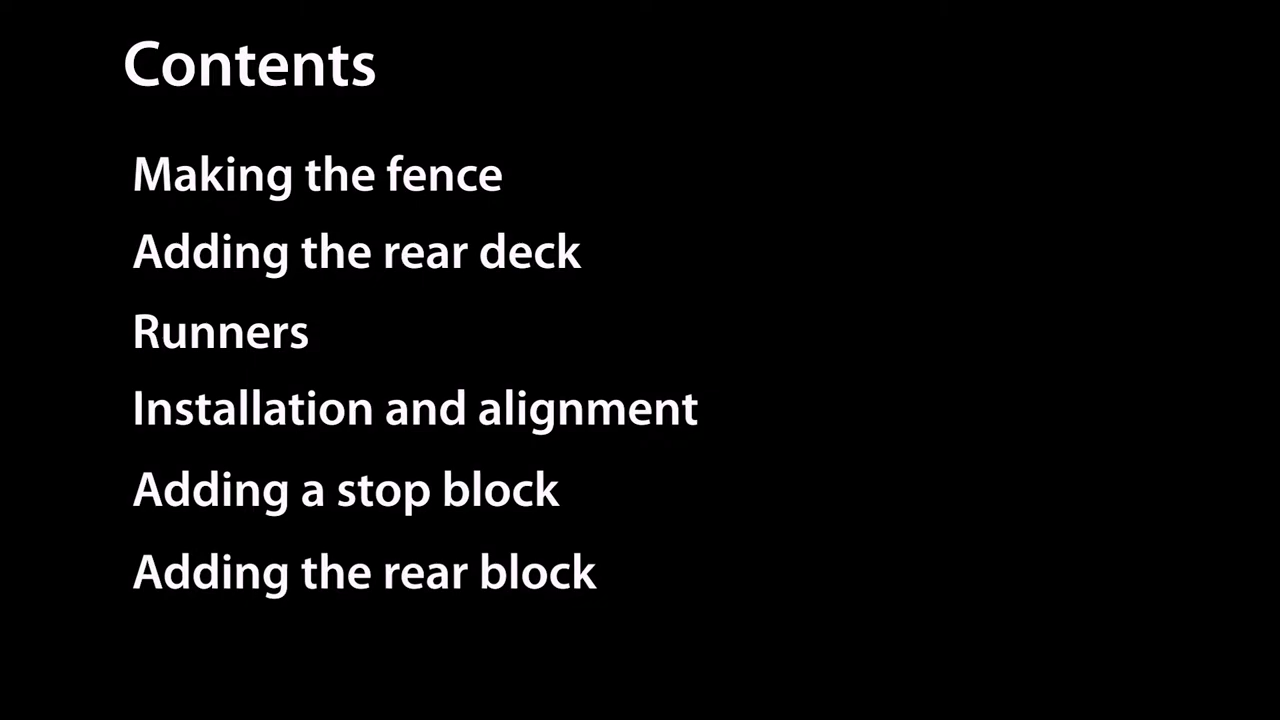 Contents
Making the fence
Adding the rear deck
Runners
Installation and alignment
Adding a stop block
Adding the rear block